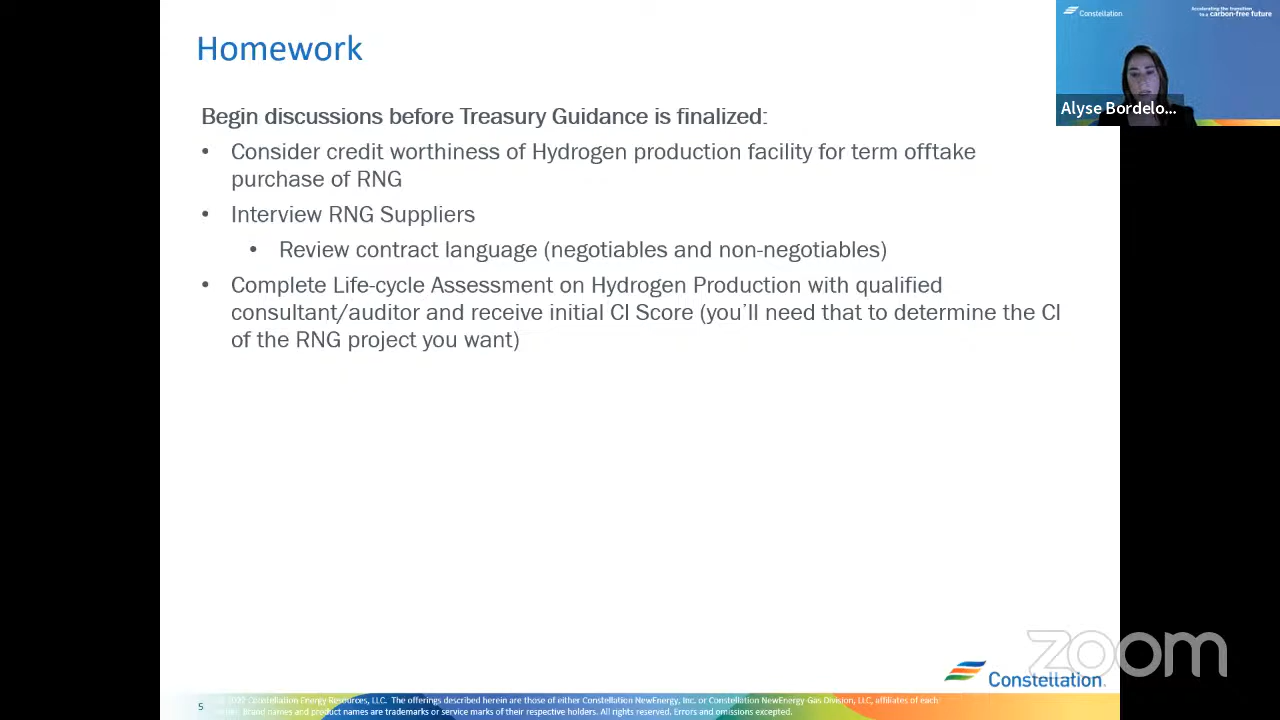 Homework
Constellation
Accelerating the transition
to a carbon-free future
Alyse Bordelo...
Begin discussions before Treasury Guidance is finalized:
• Consider credit worthiness of Hydrogen production facility for term offtake
purchase of RNG
• Interview RNG Suppliers
• Review contract language (negotiables and non-negotiables)
• Complete Life-cycle Assessment on Hydrogen Production with qualified
consultant/auditor and receive initial CI Score (you'll need that to determine the CI
of the RNG project you want)
zoom
Constellation.
5
Constellation Energy Resources, LLC. The offerings described herein are those of either Constellation NewEnergy, Inc. or Constellation NewEnergy Gas Division, LLC, affiliates of each
Brand names and product names are trademarks or service marks of their respective holders. All rights reserved. Errors and omissions excepted.